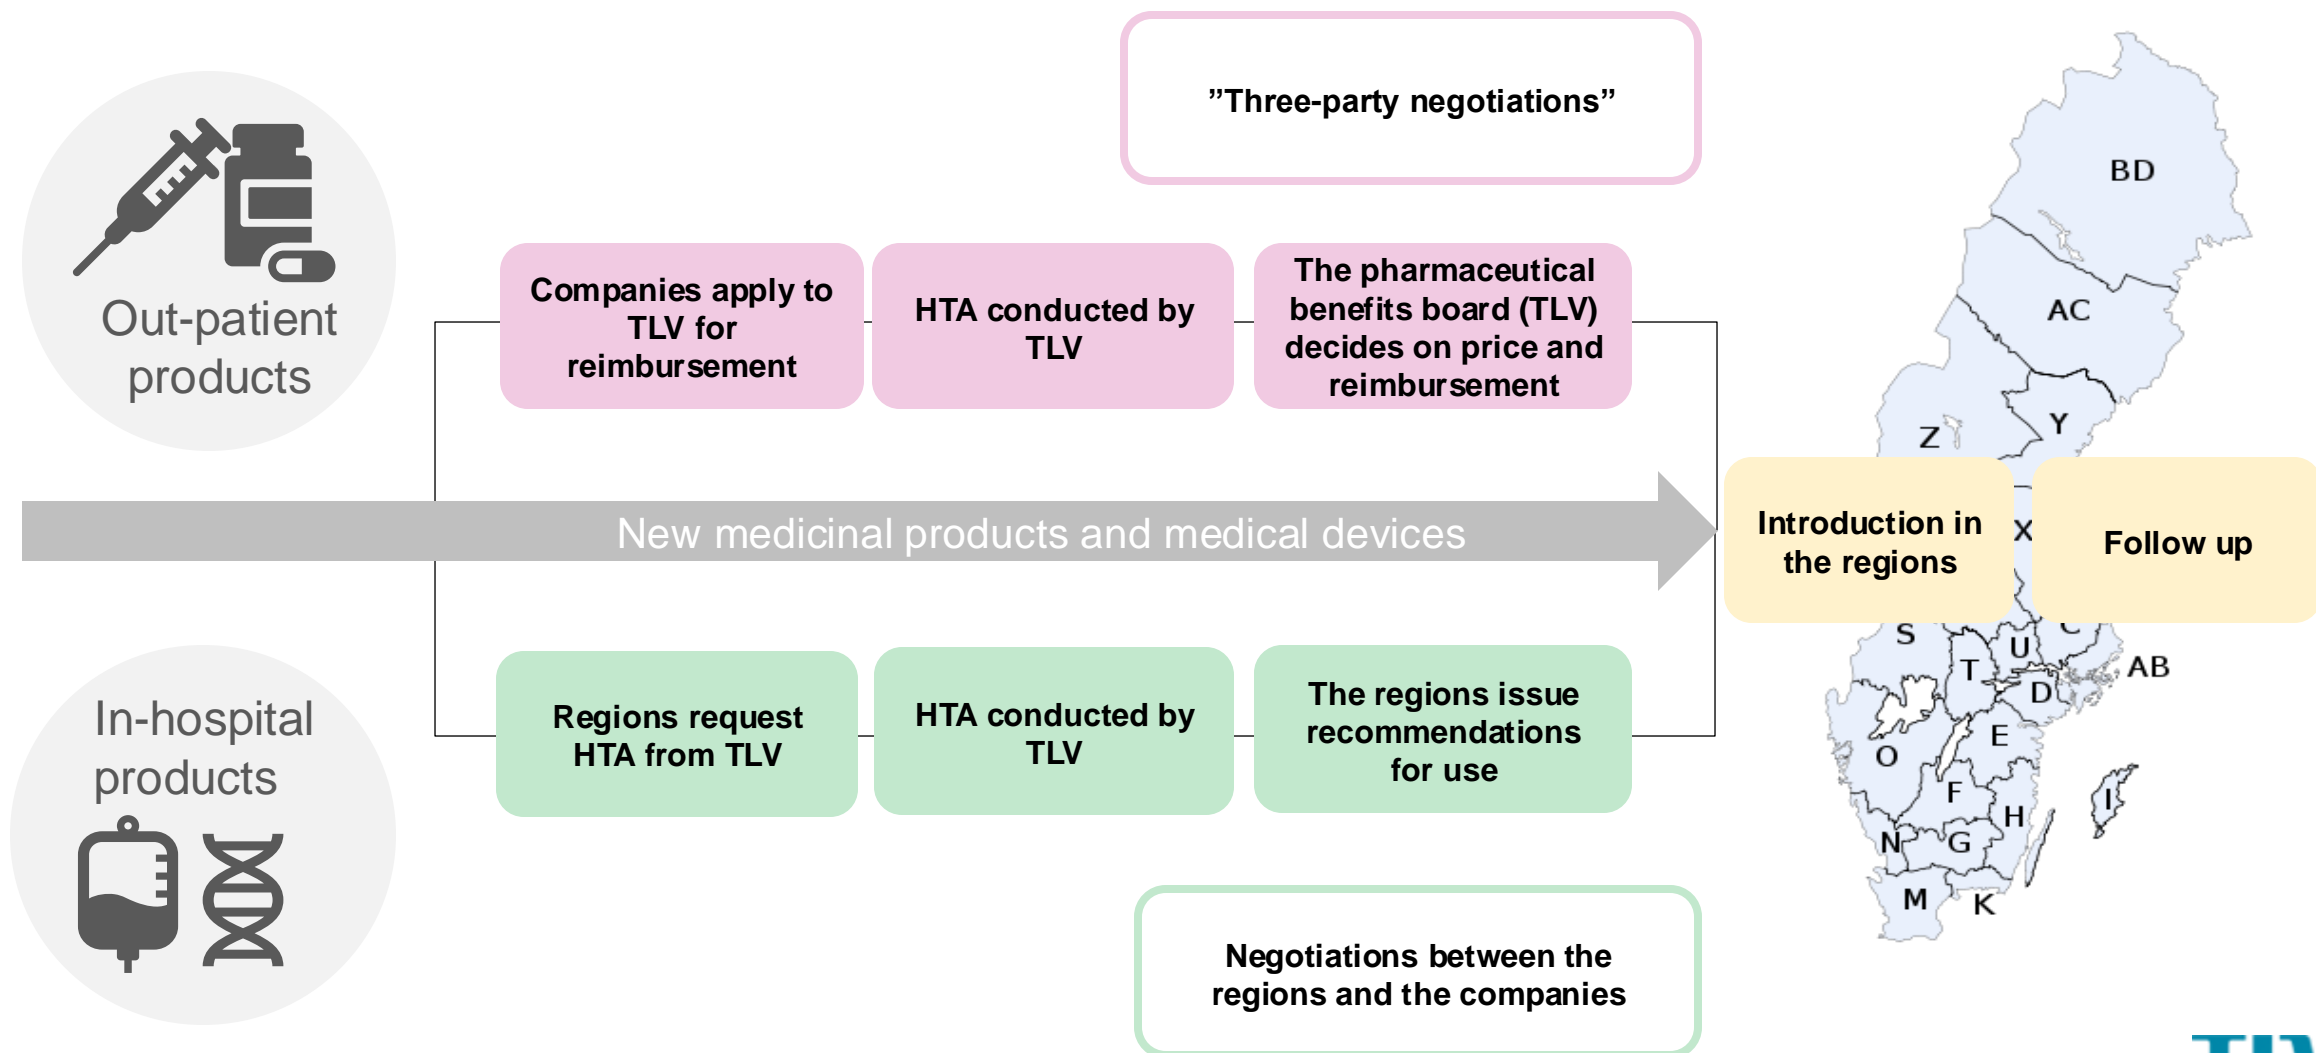 ”Three-party negotiations”
Out-patient
products
Companies apply to
TLV for
reimbursement
HTA conducted by
TLV
The pharmaceutical
benefits board (TLV)
decides on price and
reimbursement
New medicinal products and medical devices
Introduction in
the regions
Follow up
In-hospital
products
Regions request
HTA from TLV
HTA conducted by
TLV
The regions issue
recommendations
for use
Negotiations between the
regions and the companies
BD
AC
Y
Z
X
S
C
U
T
AB
D
E
O
F
I
H
N
G
M
K